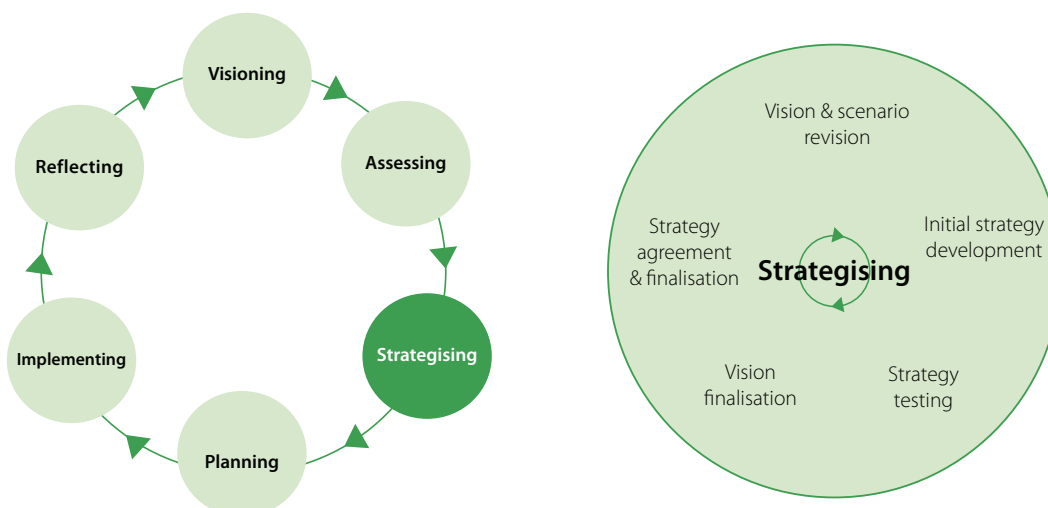 Visioning
Assessing
Strategising
Planning
Implementing
Reflecting
Vision & scenario
revision
Initial strategy
development
Strategy
testing
Vision
finalisation
Strategy
agreement
& finalisation
Strategising